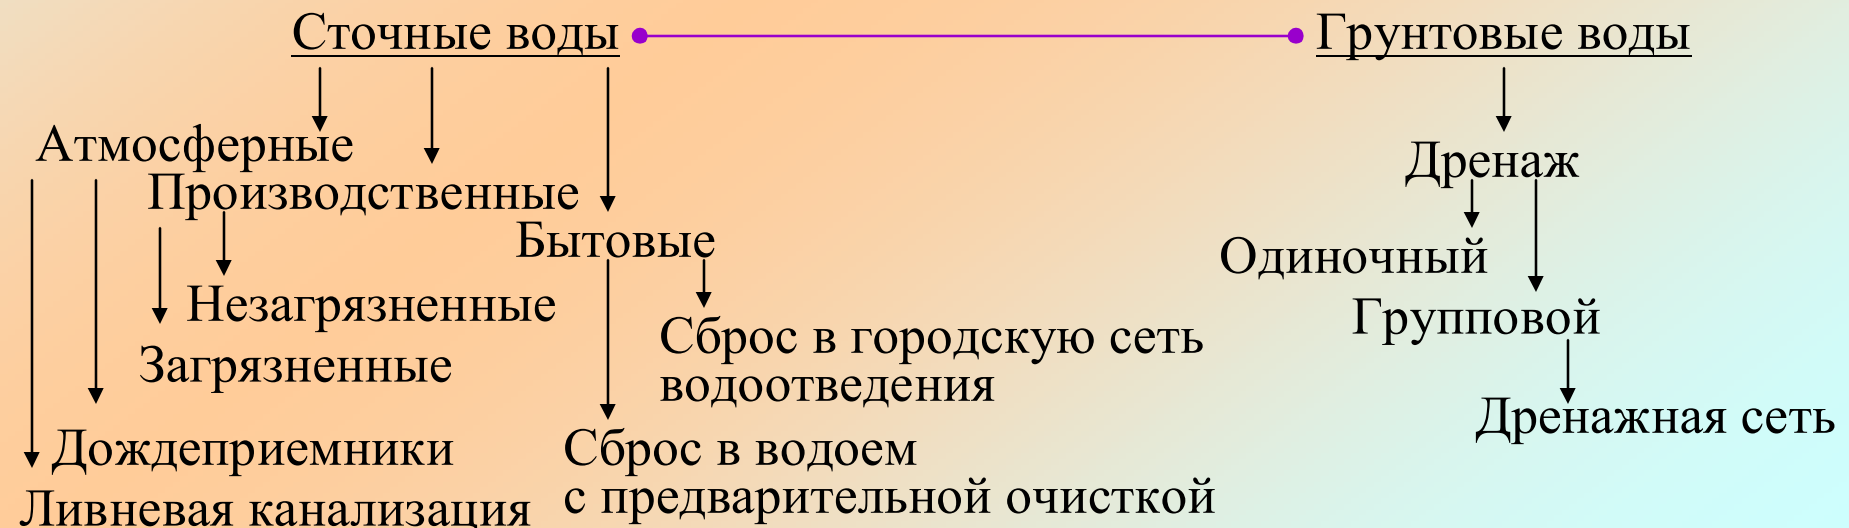 Сточные воды
Грунтовые воды
Атмосферные
Производственные
Бытовые
Незагрязненные
Загрязненные
Сброс в городскую сеть
водоотведения
Дождеприемники
Ливневая канализация
Сброс в водоем
с предварительной очисткой
Дренаж
Одиночный
Групповой
Дренажная сеть